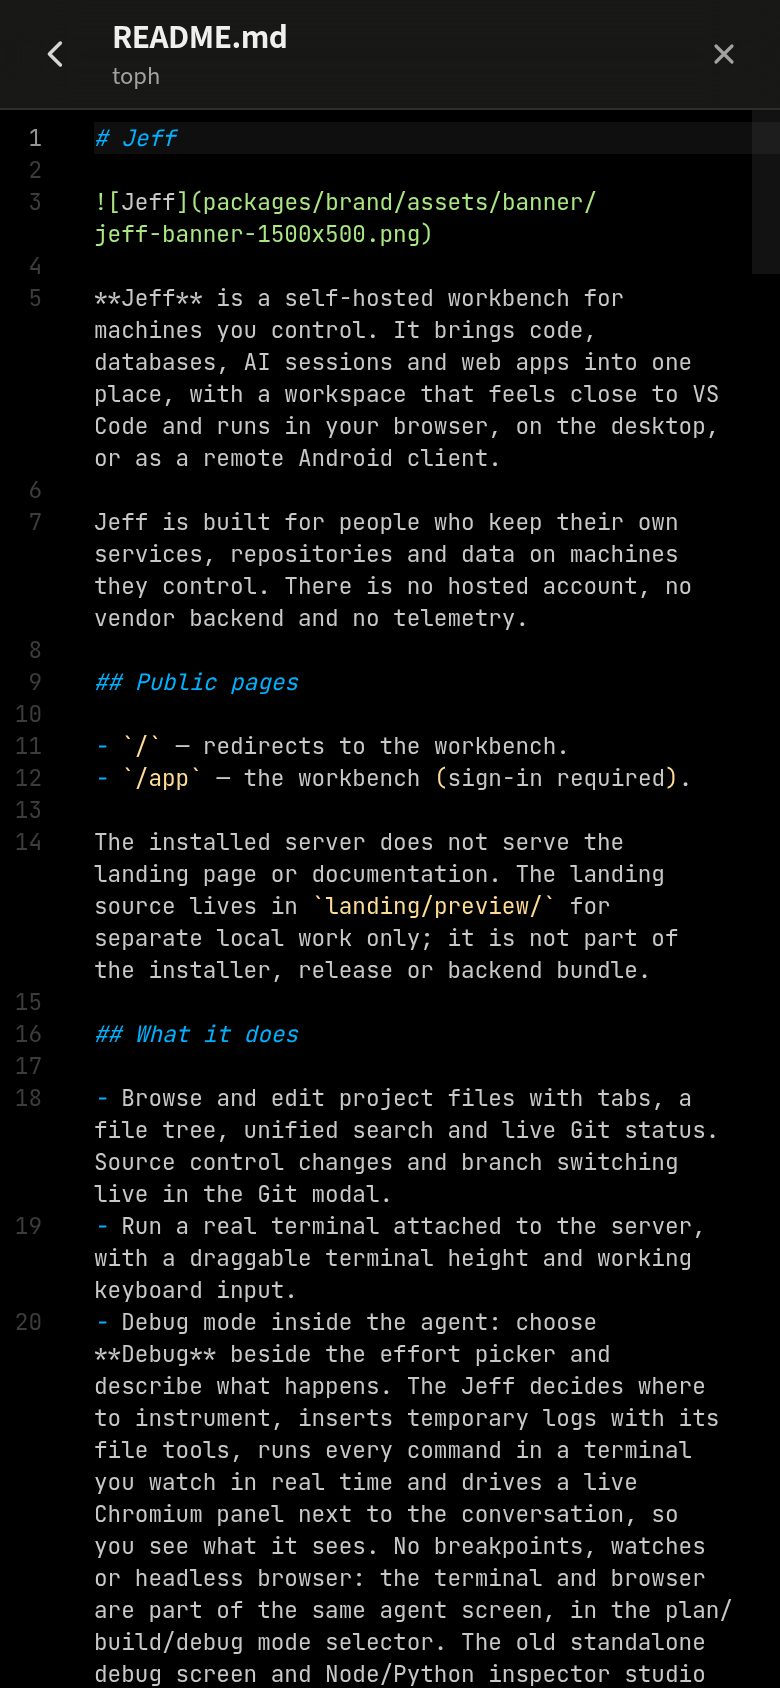 README.md
toph
1 # Jeff
2
3 ![Jeff](packages/brand/assets/banner/
jeff-banner-1500x500.png)
4
5 **Jeff** is a self-hosted workbench for
machines you control. It brings code,
databases, AI sessions and web apps into one
place, with a workspace that feels close to VS
Code and runs in your browser, on the desktop,
or as a remote Android client.
6
7 Jeff is built for people who keep their own
services, repositories and data on machines
they control. There is no hosted account, no
vendor backend and no telemetry.
8
9 ## Public pages
10
11 - `/` — redirects to the workbench.
12 - `/app` — the workbench (sign-in required).
13
14 The installed server does not serve the
landing page or documentation. The landing
source lives in `landing/preview/` for
separate local work only; it is not part of
the installer, release or backend bundle.
15
16 ## What it does
17
18 - Browse and edit project files with tabs, a
file tree, unified search and live Git status.
Source control changes and branch switching
live in the Git modal.
19 - Run a real terminal attached to the server,
with a draggable terminal height and working
keyboard input.
20 - Debug mode inside the agent: choose
**Debug** beside the effort picker and
describe what happens. The Jeff decides where
to instrument, inserts temporary logs with its
file tools, runs every command in a terminal
you watch in real time and drives a live
Chromium panel next to the conversation, so
you see what it sees. No breakpoints, watches
or headless browser: the terminal and browser
are part of the same agent screen, in the plan/
build/debug mode selector. The old standalone
debug screen and Node/Python inspector studio